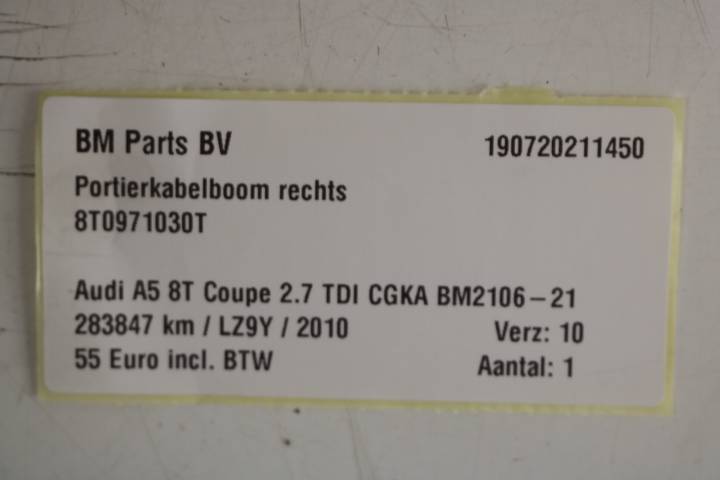 BM Parts BV 190720211450
Portierkabelboom rechts
8T0971030T
Audi A5 8T Coupe 2.7 TDI CGKA BM2106-21
283847 km / LZ9Y / 2010 Verz: 10
55 Euro incl. BTW Aantal: 1